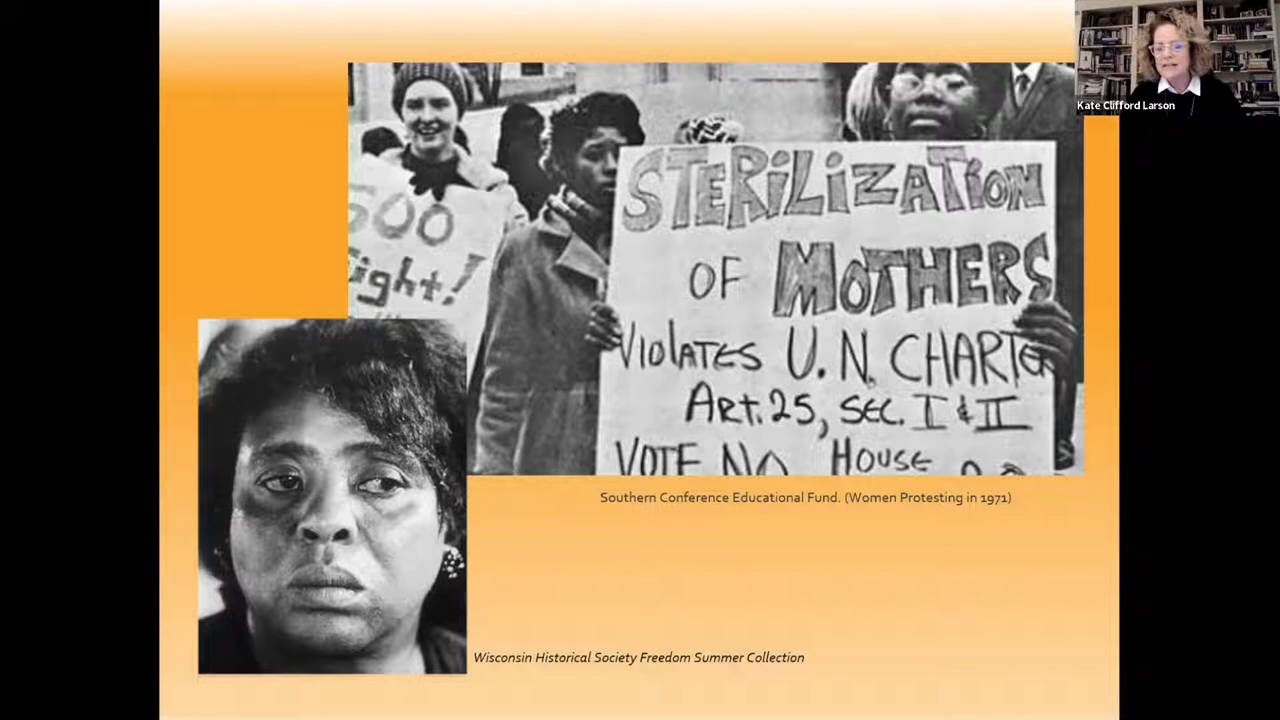 Kate Clifford Larson
500
Fight!
STERILIZATION
OF MOTHERS
VIOLATES U.N. CHARTER
Art. 25, SEC. I & II
VOTE NO HOUSE
Southern Conference Educational Fund. (Women Protesting in 1971)
Wisconsin Historical Society Freedom Summer Collection